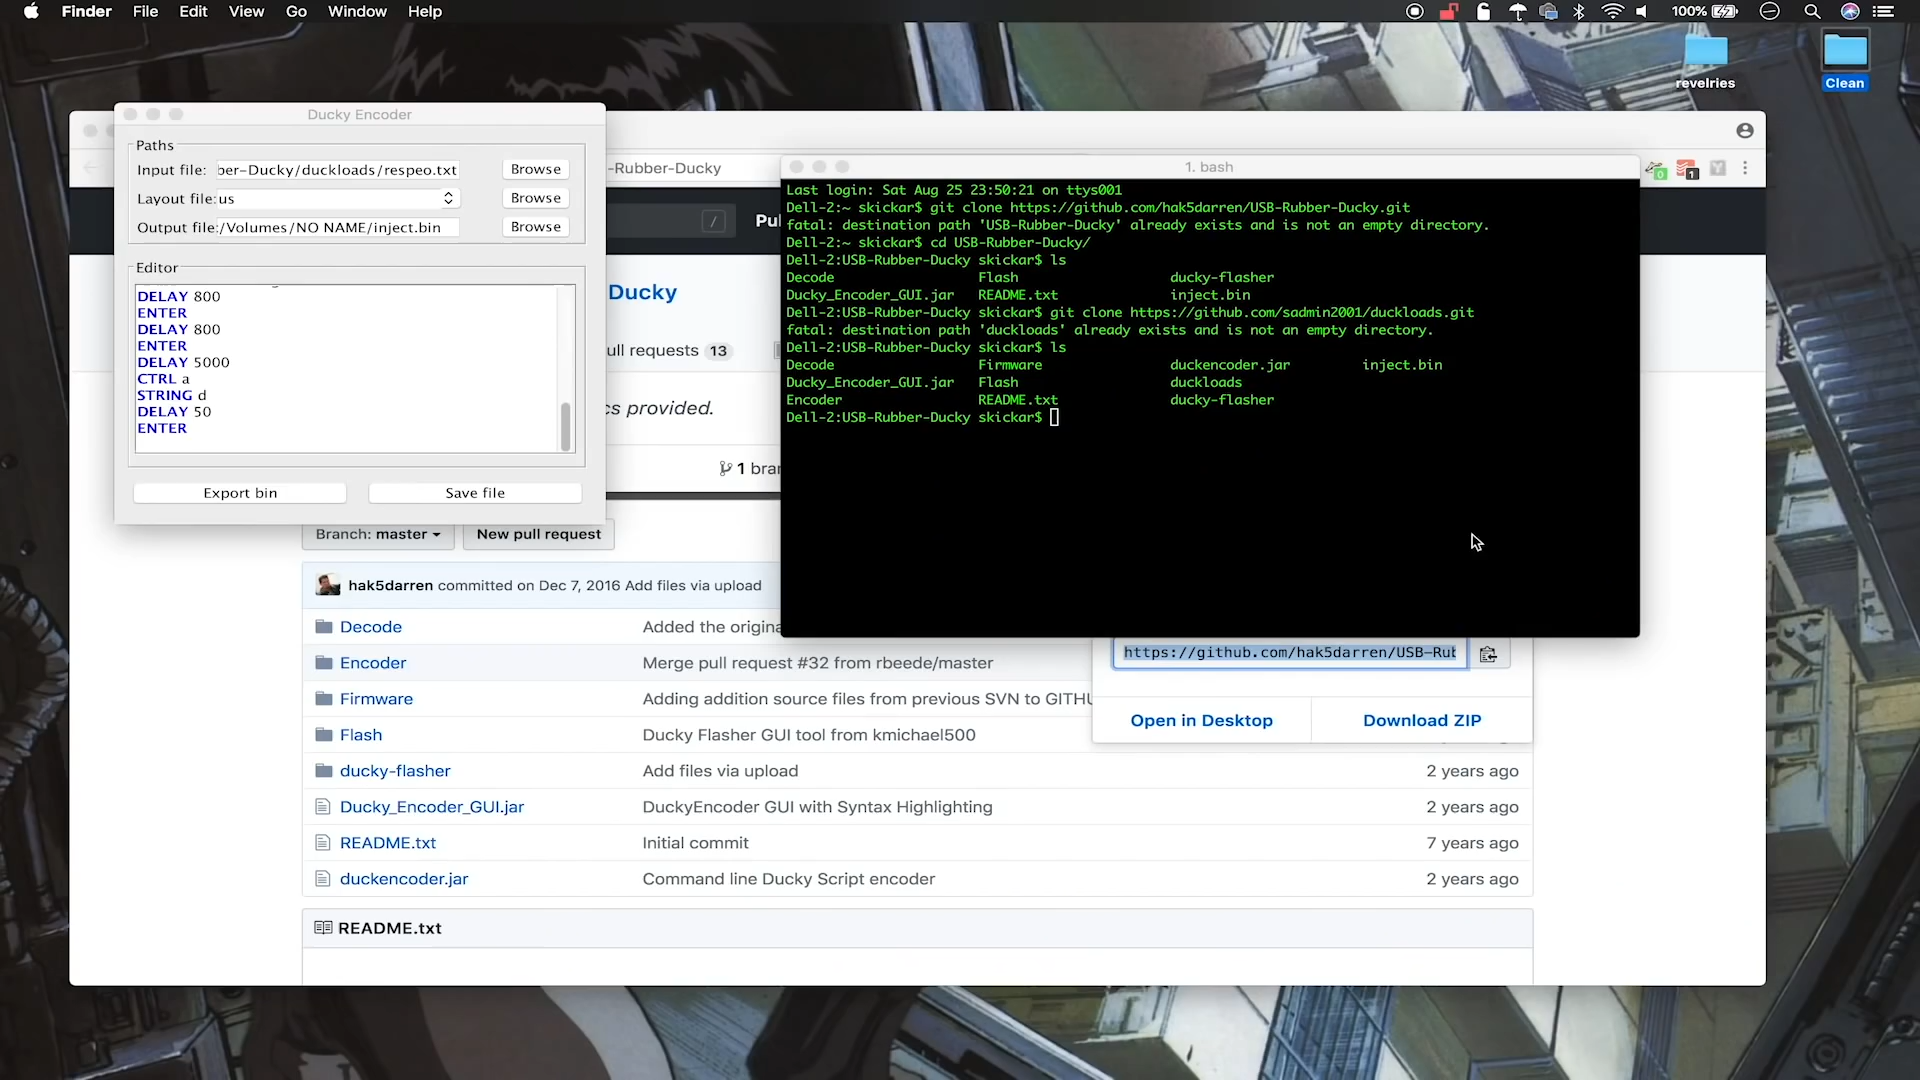 Finder File Edit View Go Window Help
100%
revelries
Clean
Ducky Encoder
Paths
Input file: ber-Ducky/duckloads/respeo.txt Browse
Layout file: us Browse
Output file: /Volumes/NO NAME/inject.bin Browse
Editor
DELAY 800
ENTER
DELAY 800
ENTER
DELAY 5000
CTRL a
STRING d
DELAY 50
ENTER
Export bin Save file
-Rubber-Ducky
/ Pul
Ducky
ull requests 13
cs provided.
1 bran
1. bash
Last login: Sat Aug 25 23:50:21 on ttys001
Dell-2:~ skickar$ git clone https://github.com/hak5darren/USB-Rubber-Ducky.git
fatal: destination path 'USB-Rubber-Ducky' already exists and is not an empty directory.
Dell-2:~ skickar$ cd USB-Rubber-Ducky/
Dell-2:USB-Rubber-Ducky skickar$ ls
Decode Flash ducky-flasher
Ducky_Encoder_GUI.jar README.txt inject.bin
Dell-2:USB-Rubber-Ducky skickar$ git clone https://github.com/sadmin2001/duckloads.git
fatal: destination path 'duckloads' already exists and is not an empty directory.
Dell-2:USB-Rubber-Ducky skickar$ ls
Decode Firmware duckencoder.jar inject.bin
Ducky_Encoder_GUI.jar Flash duckloads
Encoder README.txt ducky-flasher
Dell-2:USB-Rubber-Ducky skickar$
0 1
Branch: master New pull request
hak5darren committed on Dec 7, 2016 Add files via upload
https://github.com/hak5darren/USB-Rub
Open in Desktop Download ZIP
Decode Added the origina
Encoder Merge pull request #32 from rbeede/master
Firmware Adding addition source files from previous SVN to GITHU
Flash Ducky Flasher GUI tool from kmichael500
ducky-flasher Add files via upload 2 years ago
Ducky_Encoder_GUI.jar DuckyEncoder GUI with Syntax Highlighting 2 years ago
README.txt Initial commit 7 years ago
duckencoder.jar Command line Ducky Script encoder 2 years ago
README.txt